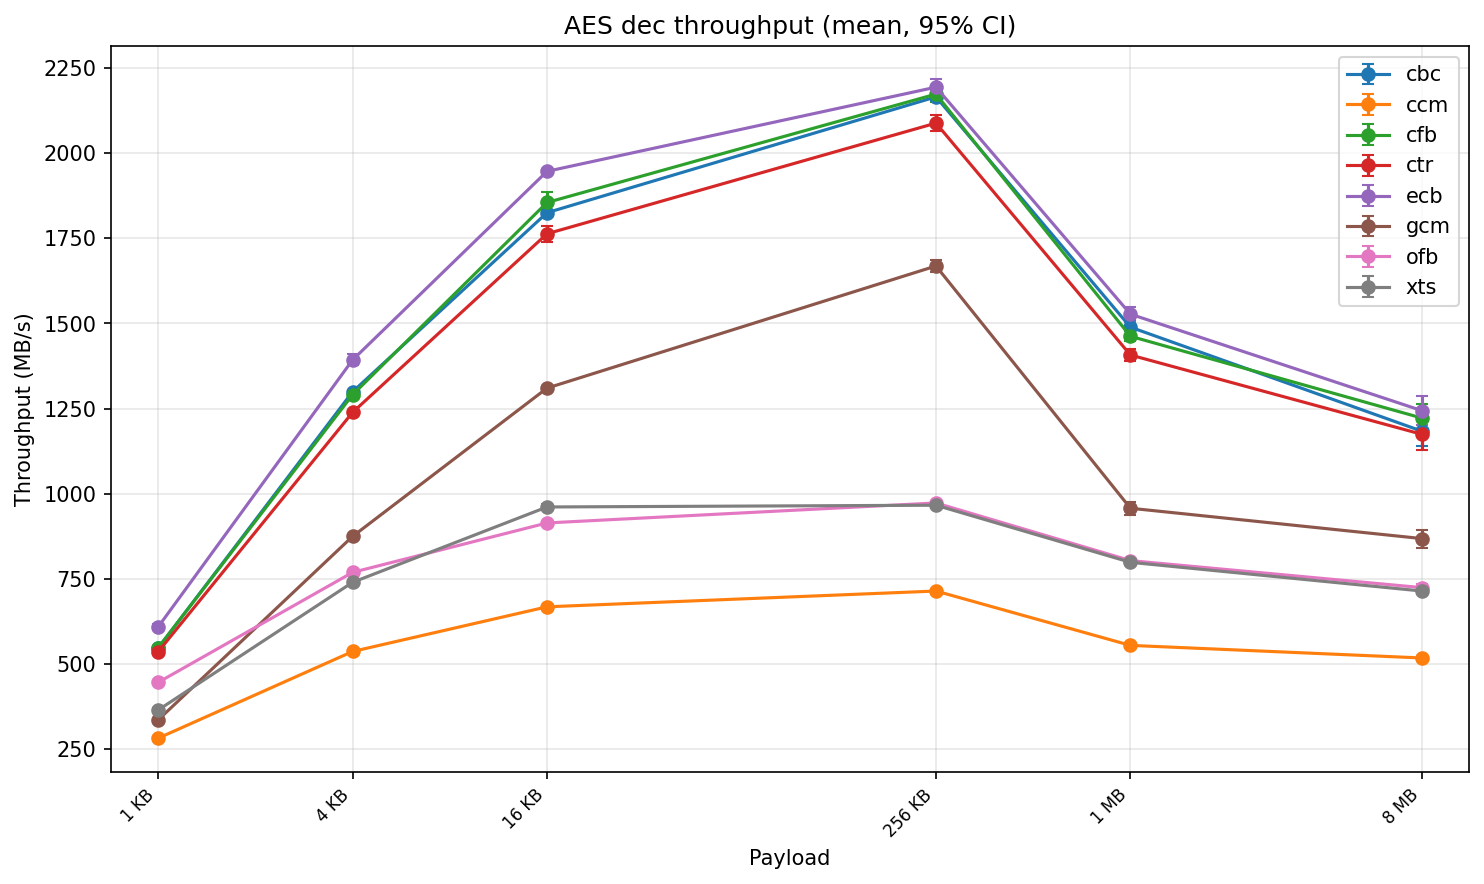 AES dec throughput (mean, 95% CI)
Throughput (MB/s)
2250
2000
1750
1500
1250
1000
750
500
250
cbc
ccm
cfb
ctr
ecb
gcm
ofb
xts
1 KB
4 KB
16 KB
256 KB
1 MB
8 MB
Payload